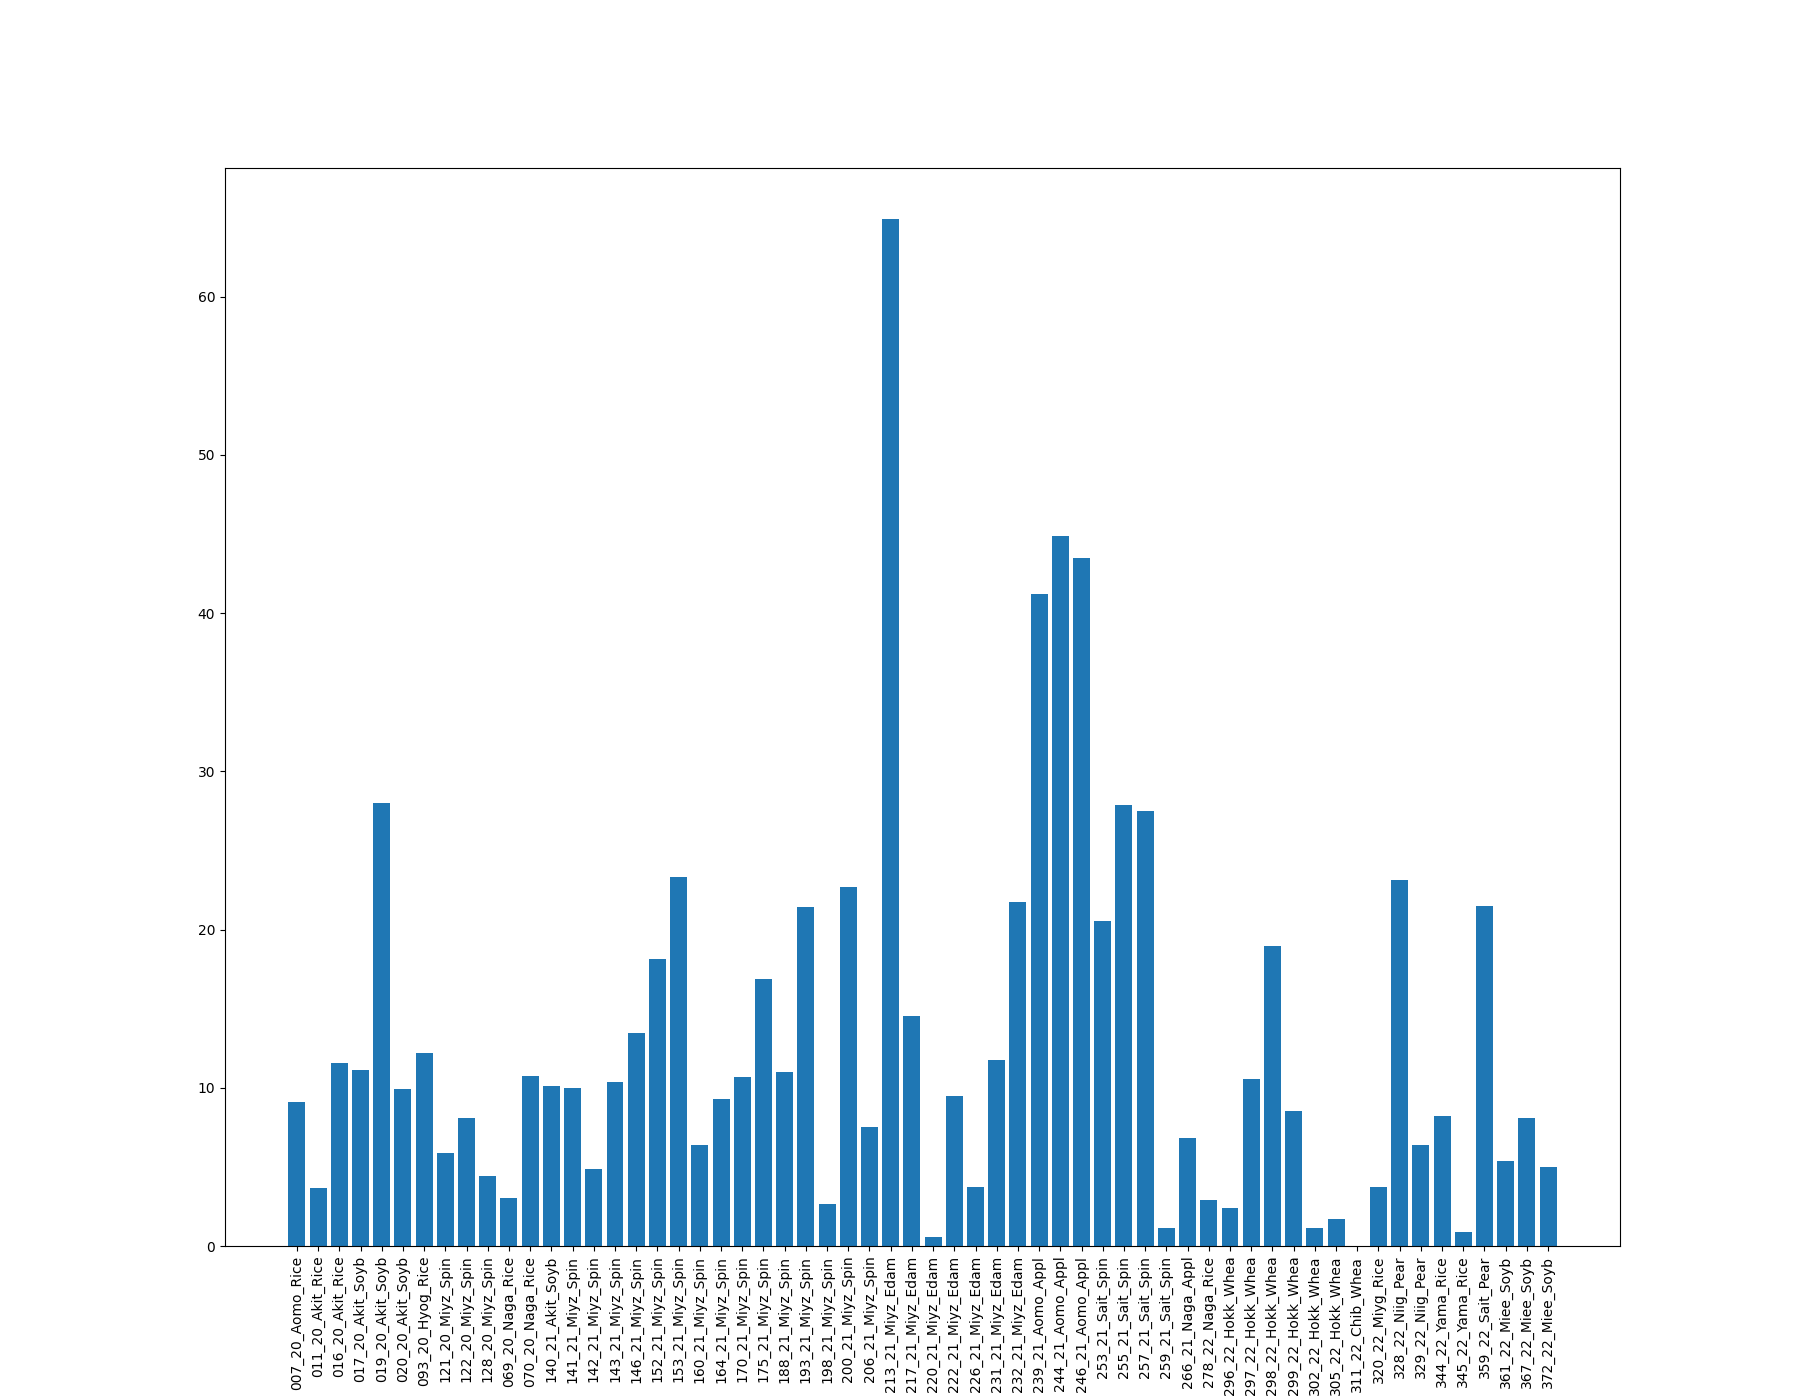 60
50
40
30
20
10
0
007_20_Aomo_Rice
011_20_Akit_Rice
016_20_Akit_Rice
017_20_Akit_Soyb
019_20_Akit_Soyb
020_20_Akit_Soyb
093_20_Hyog_Rice
121_20_Miyz_Spin
122_20_Miyz_Spin
128_20_Miyz_Spin
069_20_Naga_Rice
070_20_Naga_Rice
140_21_Akit_Soyb
141_21_Miyz_Spin
142_21_Miyz_Spin
143_21_Miyz_Spin
146_21_Miyz_Spin
152_21_Miyz_Spin
153_21_Miyz_Spin
160_21_Miyz_Spin
164_21_Miyz_Spin
170_21_Miyz_Spin
175_21_Miyz_Spin
188_21_Miyz_Spin
193_21_Miyz_Spin
198_21_Miyz_Spin
200_21_Miyz_Spin
206_21_Miyz_Spin
213_21_Miyz_Edam
217_21_Miyz_Edam
220_21_Miyz_Edam
222_21_Miyz_Edam
226_21_Miyz_Edam
231_21_Miyz_Edam
232_21_Miyz_Edam
239_21_Aomo_Appl
244_21_Aomo_Appl
246_21_Aomo_Appl
253_21_Sait_Spin
255_21_Sait_Spin
257_21_Sait_Spin
259_21_Sait_Spin
266_21_Naga_Appl
278_22_Naga_Rice
296_22_Hokk_Whea
297_22_Hokk_Whea
298_22_Hokk_Whea
299_22_Hokk_Whea
302_22_Hokk_Whea
305_22_Hokk_Whea
311_22_Chib_Whea
320_22_Miyg_Rice
328_22_Niig_Pear
329_22_Niig_Pear
344_22_Yama_Rice
345_22_Yama_Rice
359_22_Sait_Pear
361_22_Miee_Soyb
367_22_Miee_Soyb
372_22_Miee_Soyb